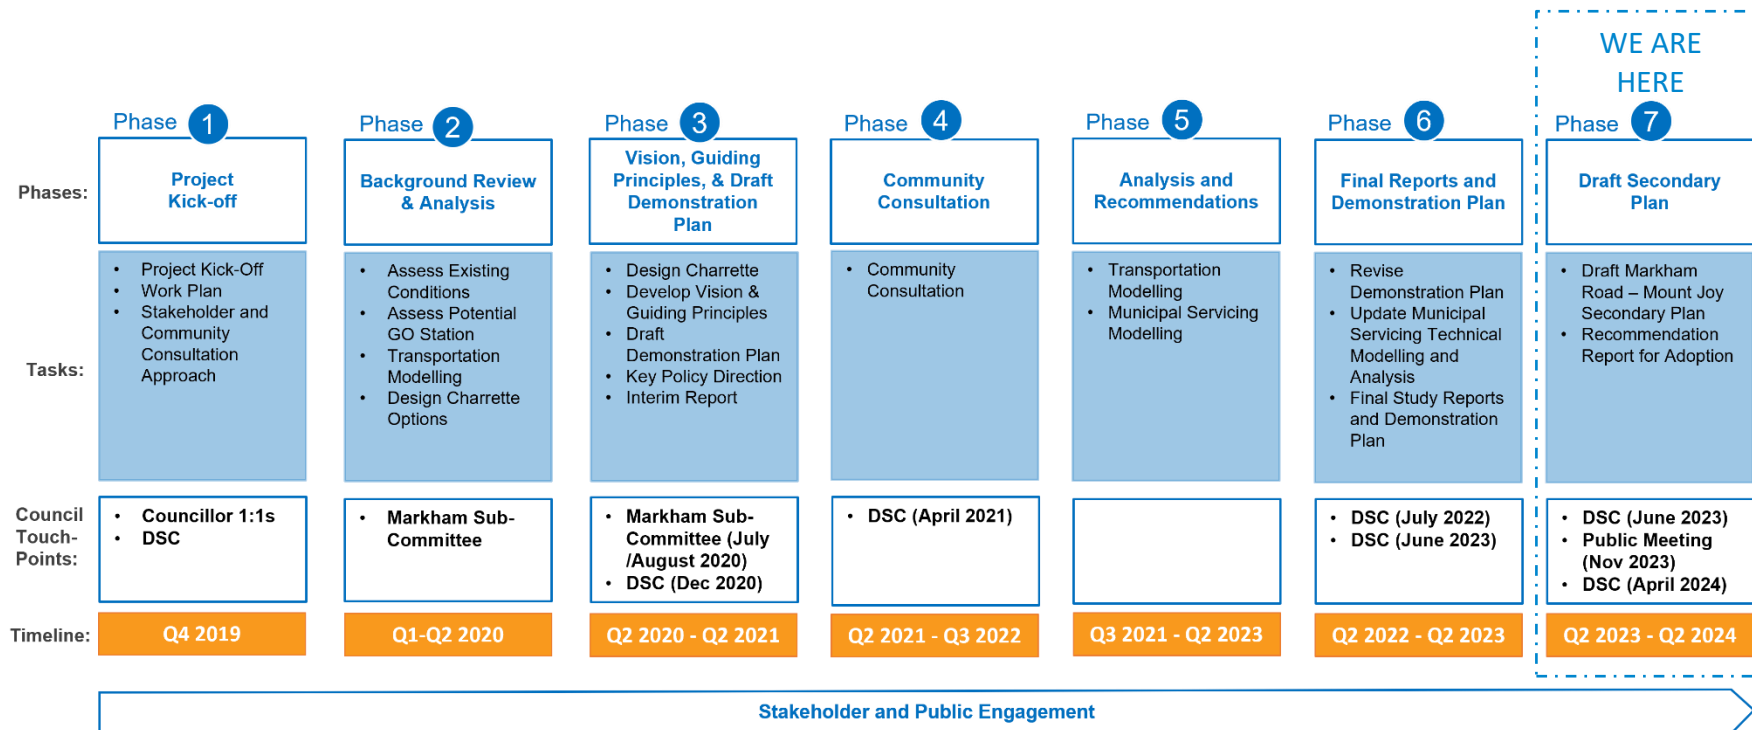 WE ARE
HERE
Phase 1
Phase 2
Phase 3
Phase 4
Phase 5
Phase 6
Phase 7
Phases:
Project
Kick-off
Background Review
& Analysis
Vision, Guiding
Principles, & Draft
Demonstration
Plan
Community
Consultation
Analysis and
Recommendations
Final Reports and
Demonstration Plan
Draft Secondary
Plan
Tasks:
• Project Kick-Off
• Work Plan
• Stakeholder and
Community
Consultation
Approach
• Assess Existing
Conditions
• Assess Potential
GO Station
• Transportation
Modelling
• Design Charrette
Options
• Design Charrette
• Develop Vision &
Guiding Principles
• Draft
Demonstration Plan
• Key Policy Direction
• Interim Report
• Community
Consultation
• Transportation
Modelling
• Municipal Servicing
Modelling
• Revise
Demonstration Plan
• Update Municipal
Servicing Technical
Modelling and
Analysis
• Final Study Reports
and Demonstration
Plan
• Draft Markham
Road – Mount Joy
Secondary Plan
• Recommendation
Report for Adoption
Council
Touch-
Points:
• Councillor 1:1s
• DSC
• Markham Sub-
Committee
• Markham Sub-
Committee (July
/August 2020)
• DSC (Dec 2020)
• DSC (April 2021)
• DSC (July 2022)
• DSC (June 2023)
• DSC (June 2023)
• Public Meeting
(Nov 2023)
• DSC (April 2024)
Timeline:
Q4 2019
Q1-Q2 2020
Q2 2020 - Q2 2021
Q2 2021 - Q3 2022
Q3 2021 - Q2 2023
Q2 2022 - Q2 2023
Q2 2023 - Q2 2024
Stakeholder and Public Engagement